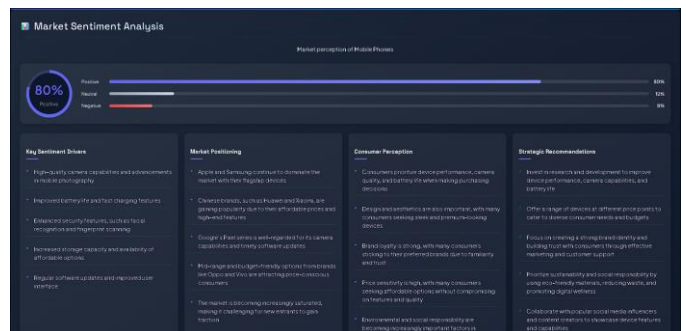 Market Sentiment Analysis
Market perception of Mobile Phones
80%
Positive
Positive
80%
Neutral
12%
Negative
8%
Key Sentiment Drivers
High-quality camera capabilities and advancements
in mobile photography
Improved battery life and fast charging features
Enhanced security features, such as facial
recognition and fingerprint scanning
Increased storage capacity and availability of
affordable options
Regular software updates and improved user
interface
Market Positioning
Apple and Samsung continue to dominate the
market with their flagship devices
Chinese brands, such as Huawei and Xiaomi, are
gaining popularity due to their affordable prices and
high-end features
Google's Pixel series is well-regarded for its camera
capabilities and timely software updates
Mid-range and budget-friendly options from brands
like Oppo and Vivo are attracting price-conscious
consumers
The market is becoming increasingly saturated,
making it challenging for new entrants to gain
traction
Consumer Perception
Consumers prioritize device performance, camera
quality, and battery life when making purchasing
decisions
Design and aesthetics are also important, with many
consumers seeking sleek and premium-looking
devices
Brand loyalty is strong, with many consumers
sticking to their preferred brands due to familiarity
and trust
Price sensitivity is high, with many consumers
seeking affordable options without compromising
on features and quality
Environmental and social responsibility are
becoming increasingly important factors in
Strategic Recommendations
Invest in research and development to improve
device performance, camera capabilities, and
battery life
Offer a range of devices at different price points to
cater to diverse consumer needs and budgets
Focus on creating a strong brand identity and
building trust with consumers through effective
marketing and customer support
Prioritize sustainability and social responsibility by
using eco-friendly materials, reducing waste, and
promoting digital wellness
Collaborate with popular social media influencers
and content creators to showcase device features
and capabilities